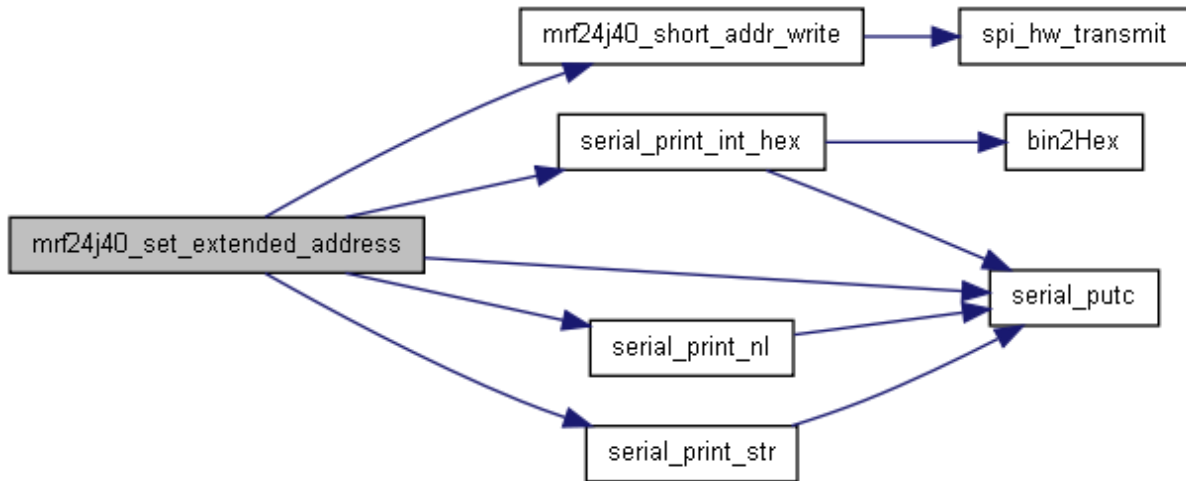 mrf24j40_short_addr_write
spi_hw_transmit
serial_print_int_hex
bin2Hex
mrf24j40_set_extended_address
serial_putc
serial_print_nl
serial_print_str